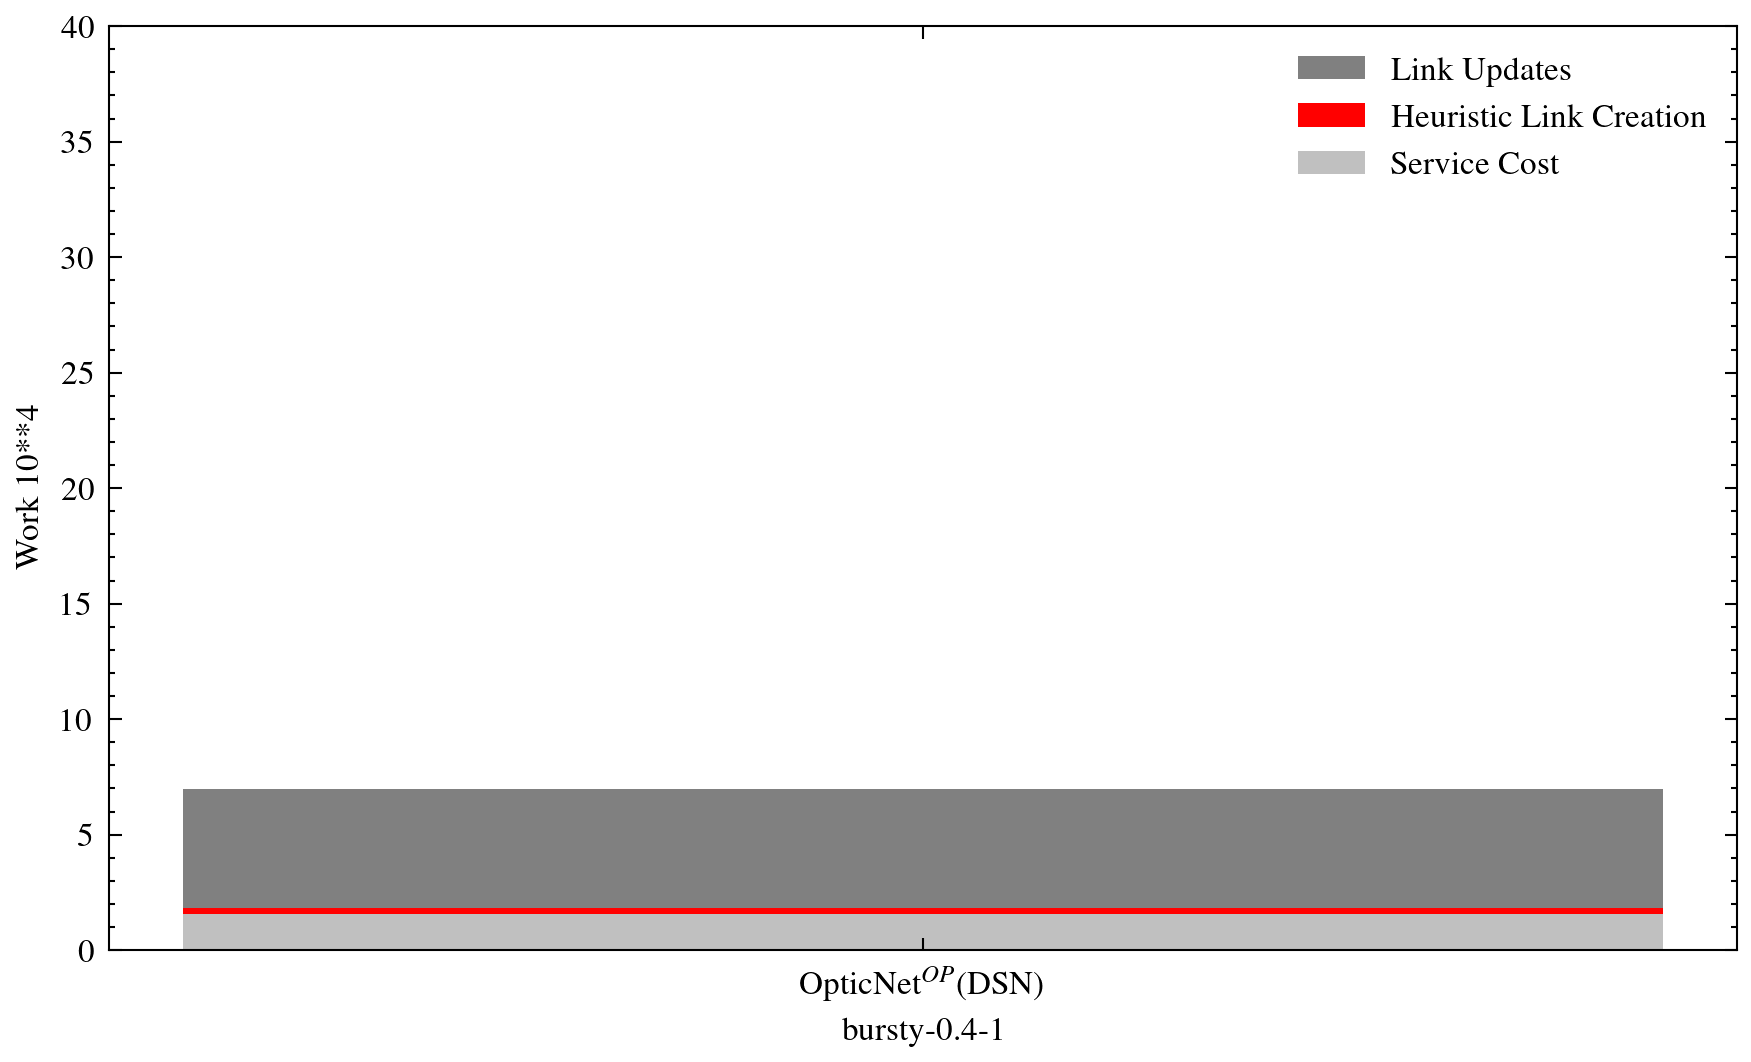 40
35
30
25
20
15
10
5
0
Work 10**4
Link Updates
Heuristic Link Creation
Service Cost
OpticNet^OP(DSN)
bursty-0.4-1